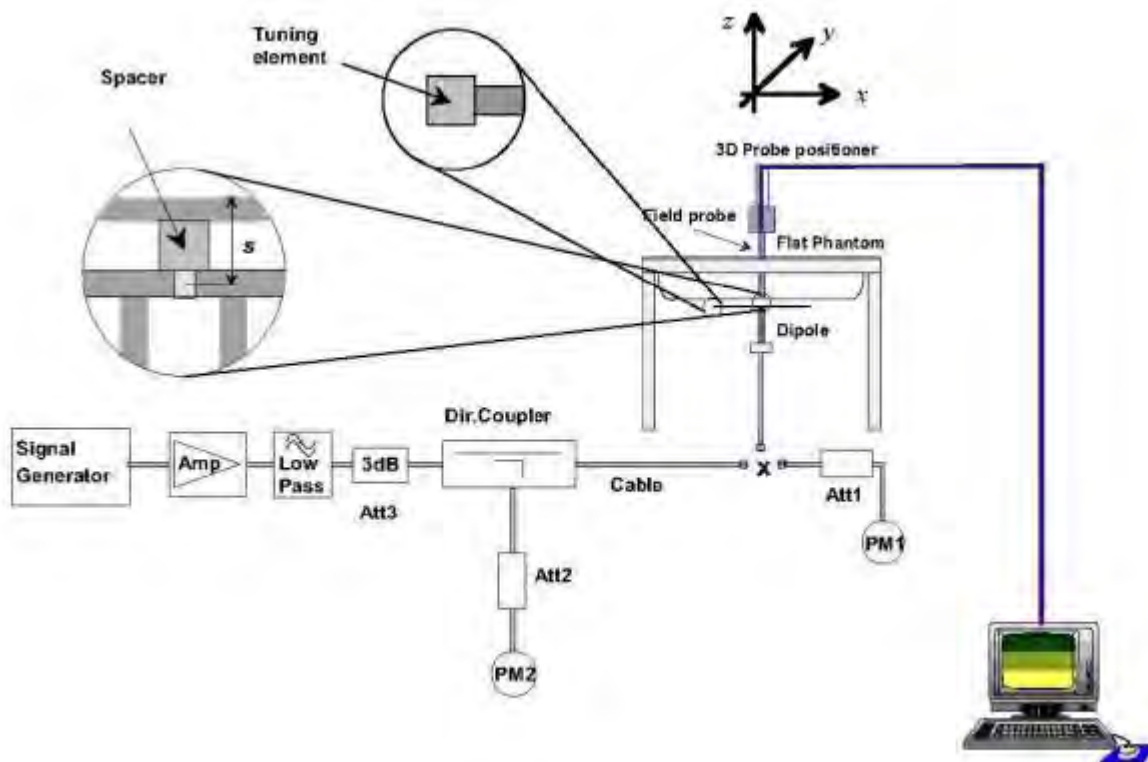 Tuning
element
Spacer
z
y
x
s
3D Probe positioner
Field probe
Flat Phantom
Dipole
Dir.Coupler
Signal
Generator
Amp
Low
Pass
3dB
Att3
Cable
X
Att1
PM1
Att2
PM2